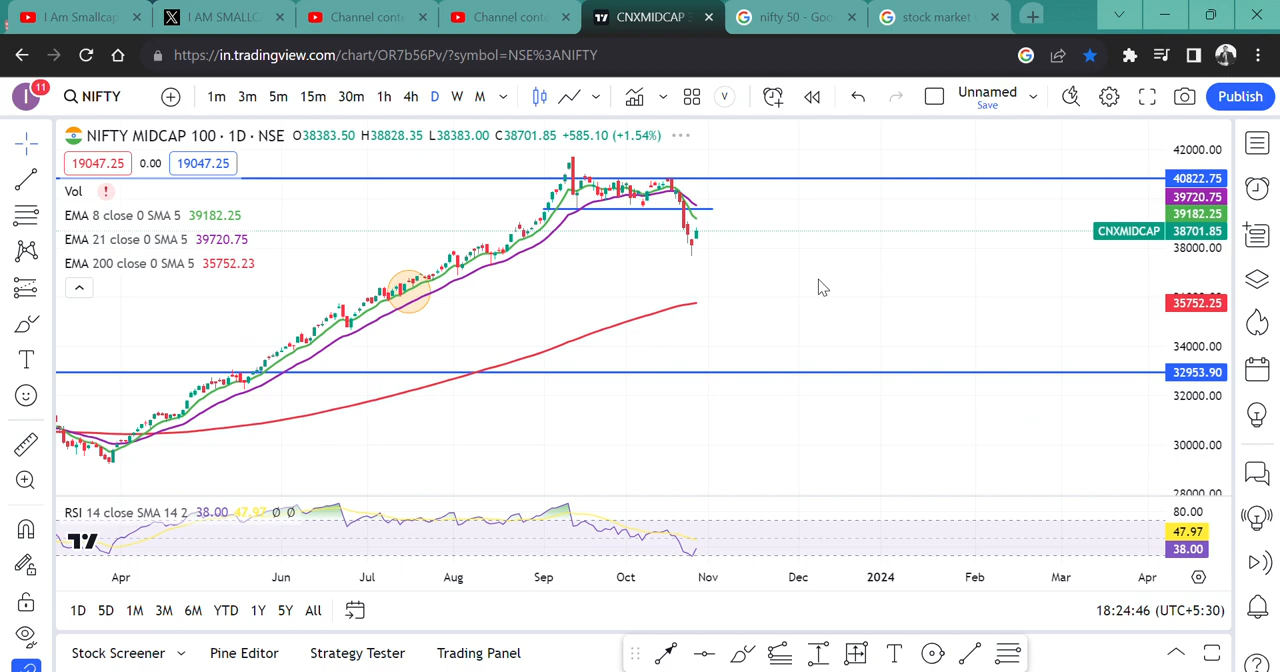 I Am Smallcap
I AM SMALLC
Channel cont
Channel cont
CNXMIDCAP
nifty 50 - Goo
stock market
https://in.tradingview.com/chart/OR7b56Pv/?symbol=NSE%3ANIFTY
I
11
NIFTY
1m 3m 5m 15m 30m 1h 4h D W M
V
Unnamed
Save
Publish
NIFTY MIDCAP 100 · 1D · NSE O38383.50 H38828.35 L38383.00 C38701.85 +585.10 (+1.54%)
19047.25 0.00 19047.25
Vol !
EMA 8 close 0 SMA 5 39182.25
EMA 21 close 0 SMA 5 39720.75
EMA 200 close 0 SMA 5 35752.23
42000.00
40822.75
39720.75
39182.25
CNXMIDCAP 38701.85
38000.00
35752.25
34000.00
32953.90
32000.00
30000.00
28000.00
RSI 14 close SMA 14 2 38.00 47.97 Ø Ø
80.00
47.97
38.00
Apr Jun Jul Aug Sep Oct Nov Dec 2024 Feb Mar Apr
1D 5D 1M 3M 6M YTD 1Y 5Y All
18:24:46 (UTC+5:30)
Stock Screener Pine Editor Strategy Tester Trading Panel